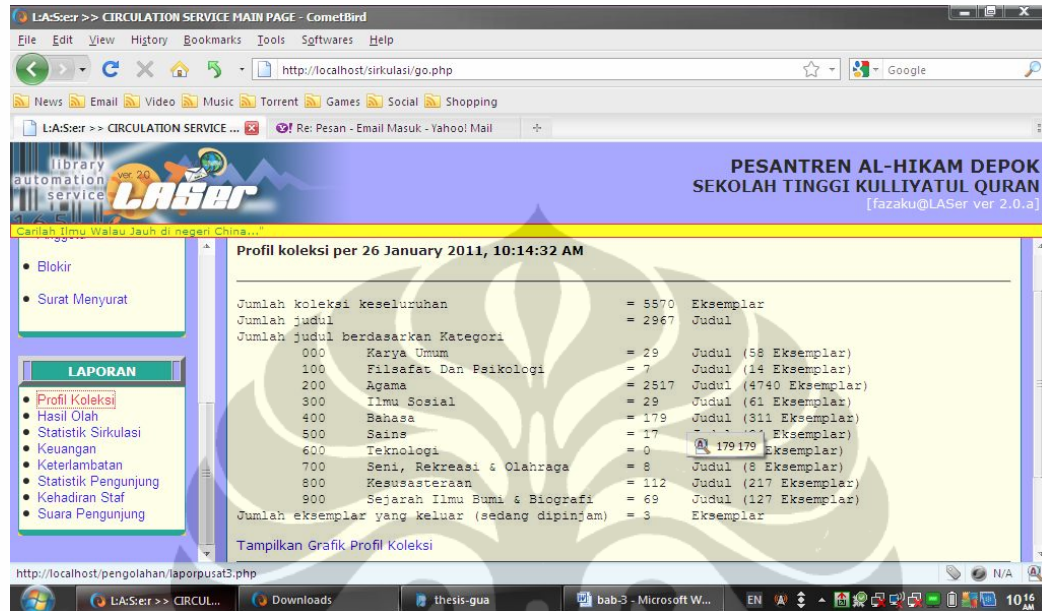 L:A:S:e:r >> CIRCULATION SERVICE MAIN PAGE - CometBird
File Edit View History Bookmarks Tools Softwares Help
http://localhost/sirkulasi/go.php Google
News Email Video Music Torrent Games Social Shopping
L:A:S:e:r >> CIRCULATION SERVICE ... Re: Pesan - Email Masuk - Yahoo! Mail
library
automation
service
ver. 2.0
LASer
PESANTREN AL-HIKAM DEPOK
SEKOLAH TINGGI KULLIYATUL QURAN
[fazaku@LASer ver 2.0.a]
Carilah Ilmu Walau Jauh di negeri China..."
Anggota
Blokir
Surat Menyurat
LAPORAN
Profil Koleksi
Hasil Olah
Statistik Sirkulasi
Keuangan
Keterlambatan
Statistik Pengunjung
Kehadiran Staf
Suara Pengunjung
Profil koleksi per 26 January 2011, 10:14:32 AM
Jumlah koleksi keseluruhan = 5570 Eksemplar
Jumlah judul = 2967 Judul
Jumlah judul berdasarkan Kategori
000 Karya Umum = 29 Judul (58 Eksemplar)
100 Filsafat Dan Psikologi = 7 Judul (14 Eksemplar)
200 Agama = 2517 Judul (4740 Eksemplar)
300 Ilmu Sosial = 29 Judul (61 Eksemplar)
400 Bahasa = 179 Judul (311 Eksemplar)
500 Sains = 17 Eksemplar)
179 179
600 Teknologi = 0 Eksemplar)
700 Seni, Rekreasi & Olahraga = 8 Judul (8 Eksemplar)
800 Kesusasteraan = 112 Judul (217 Eksemplar)
900 Sejarah Ilmu Bumi & Biografi = 69 Judul (127 Eksemplar)
Jumlah eksemplar yang keluar (sedang dipinjam) = 3 Eksemplar
Tampilkan Grafik Profil Koleksi
http://localhost/pengolahan/laporpusat3.php N/A
L:A:S:e:r >> CIRCUL... Downloads thesis-gua bab-3 - Microsoft W... EN 10 16 AM